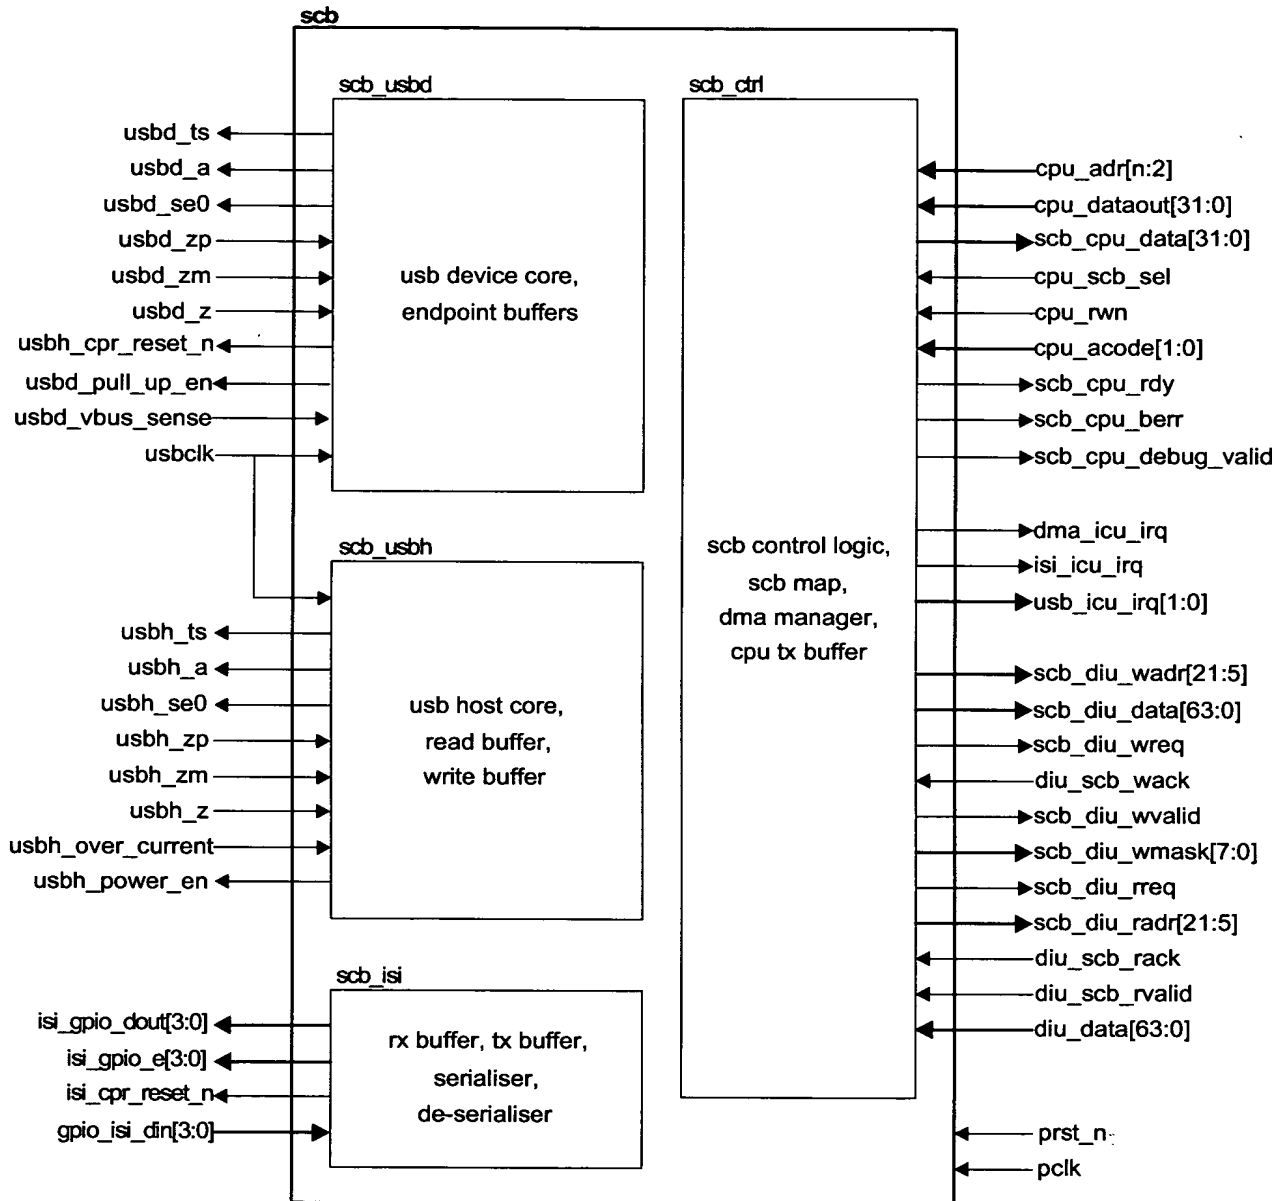 scb
scb_usbd
usbd_ts
usbd_a
usbd_se0
usbd_zp
usbd_zm
usbd_z
usbh_cpr_reset_n
usbd_pull_up_en
usbd_vbus_sense
usbclk
usb device core,
endpoint buffers
scb_usbh
usbh_ts
usbh_a
usbh_se0
usbh_zp
usbh_zm
usbh_z
usbh_over_current
usbh_power_en
usb host core,
read buffer,
write buffer
scb_isi
isi_gpio_dout[3:0]
isi_gpio_e[3:0]
isi_cpr_reset_n
gpio_isi_din[3:0]
rx buffer, tx buffer,
serialiser,
de-serialiser
scb_ctrl
scb control logic,
scb map,
dma manager,
cpu tx buffer
cpu_adr[n:2]
cpu_dataout[31:0]
scb_cpu_data[31:0]
cpu_scb_sel
cpu_rwn
cpu_acode[1:0]
scb_cpu_rdy
scb_cpu_berr
scb_cpu_debug_valid
dma_icu_irq
isi_icu_irq
usb_icu_irq[1:0]
scb_diu_wadr[21:5]
scb_diu_data[63:0]
scb_diu_wreq
diu_scb_wack
scb_diu_wvalid
scb_diu_wmask[7:0]
scb_diu_rreq
scb_diu_radr[21:5]
diu_scb_rack
diu_scb_rvalid
diu_data[63:0]
prst_n
pclk